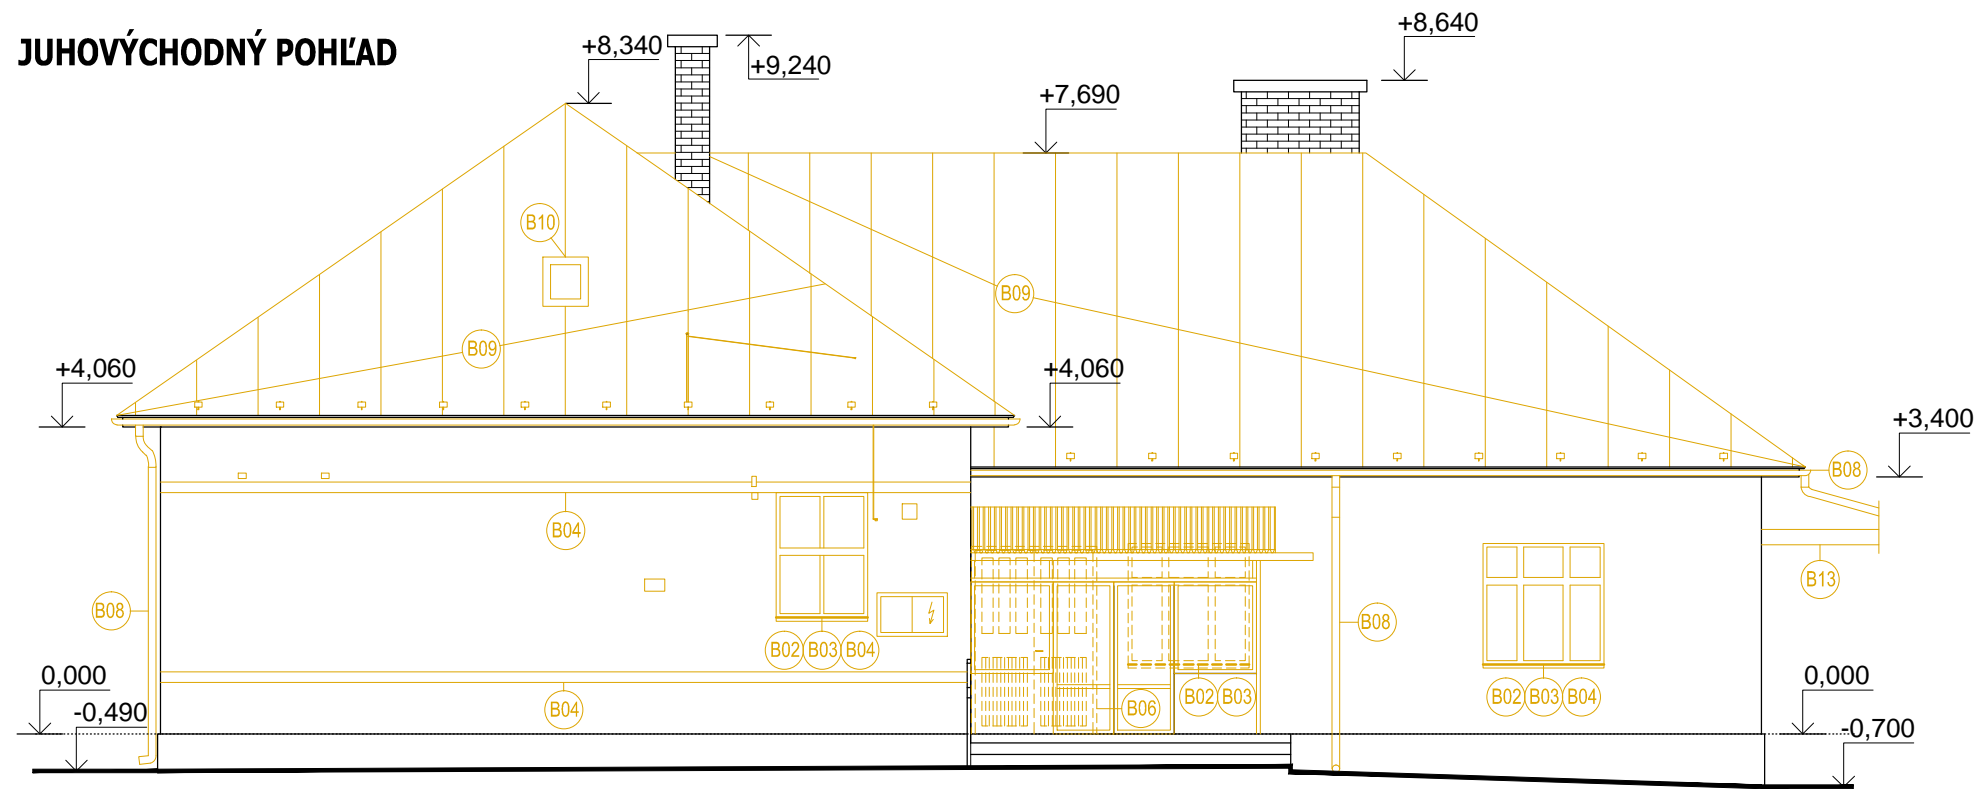 JUHOVÝCHODNÝ POHĽAD
+8,340
+9,240
+7,690
+8,640
B10
B09
B09
+4,060
+4,060
+3,400
B08
B04
B13
B08
B08
B02 B03 B04
0,000
-0,490
B04
B06
B02 B03
B02 B03 B04
0,000
-0,700